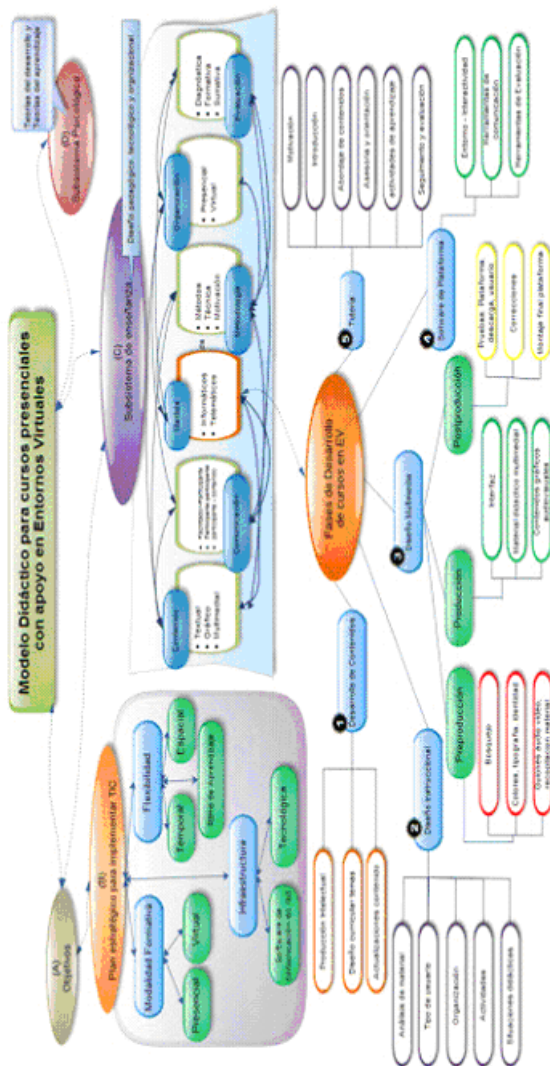 Modelo Didáctico para cursos presenciales
con apoyo en Entornos Virtuales
(A)
Objetivos
(B)
Plan estratégico para implementar TIC
Modalidad Formativa
Presencial
Virtual
Flexibilidad
Temporal
Espacial
Ritmo de Aprendizaje
Infraestructura
Software de
comunicación en red
Tecnológica
(C)
Subsistema de enseñanza
Diseño pedagógico, tecnológico y organizacional
(D)
Subsistema Psicológico
Teorías del desarrollo y
Teorías del aprendizaje
Contenidos
• Textual
• Gráfico
• Multimedial
Comunicación
Medios
• Informáticos
• Telemáticos
• Métodos
• Técnica
• Motivación
Metodología
Organización
• Presencial
• Virtual
• Diagnóstica
• Formativa
• Sumativa
Evaluación
Fases de Desarrollo
de cursos en EV
1
Desarrollo de Contenidos
Producción Intelectual
Diseño curricular temas
Actualizaciones contenido
2
Diseño Instruccional
Análisis de material
Tipo de usuario
Organización
Actividades
Situaciones didácticas
3
Diseño Multimedia
Preproducción
Bosquejo
Colores, tipografía, identidad
Guiones audio video,
recopilación material
Producción
Interfaz
Material didáctico multimedial
Contenidos gráficos
Postproducción
Pruebas: Plataforma,
descarga, usuario
Correcciones
Montaje final plataforma
4
Software de Plataforma
Entorno - Interactividad
Herramientas de
comunicación
Herramientas de Evaluación
5
Tutoría
Motivación
Introducción
Abordaje de contenidos
Asesoría y orientación
actividades de aprendizaje
Seguimiento y evaluación